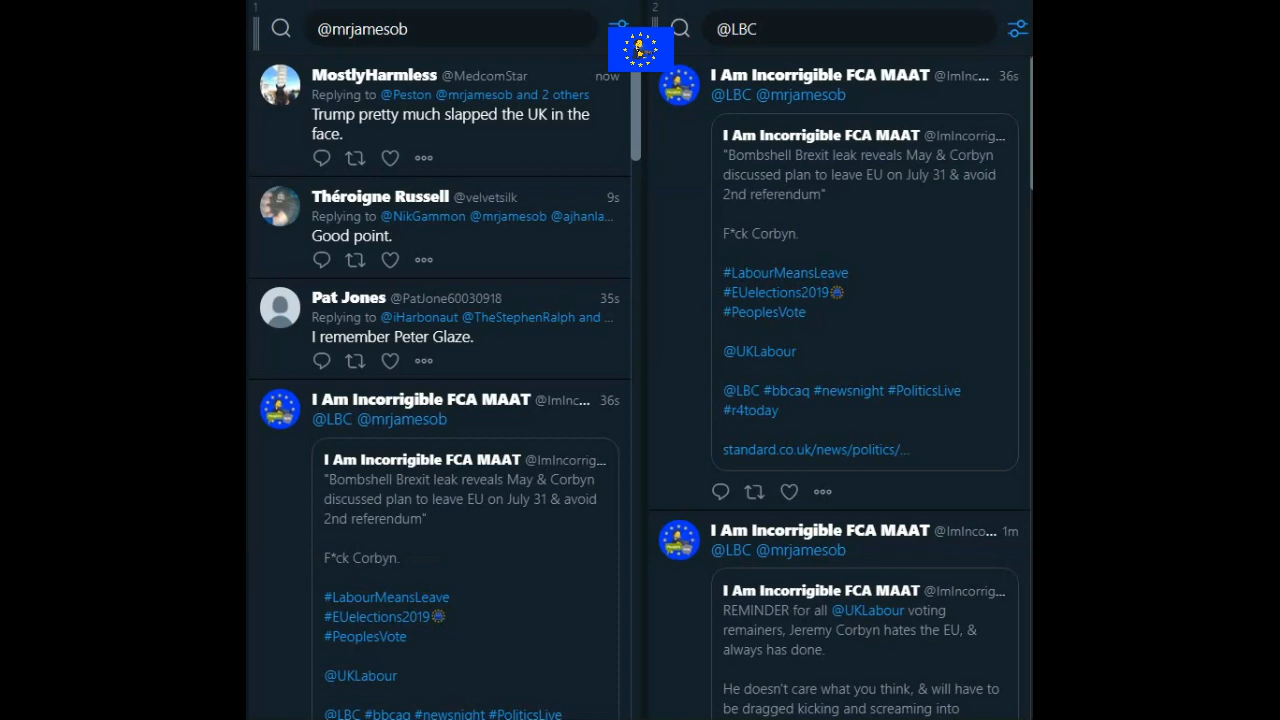 1
@mrjamesob
MostlyHarmless @MedcomStar now
Replying to @Peston @mrjamesob and 2 others
Trump pretty much slapped the UK in the
face.
Théroigne Russell @velvetsilk 9s
Replying to @NikGammon @mrjamesob @ajhanla...
Good point.
Pat Jones @PatJone60030918 35s
Replying to @iHarbonaut @TheStephenRalph and ...
I remember Peter Glaze.
I Am Incorrigible FCA MAAT @ImInc... 36s
@LBC @mrjamesob
I Am Incorrigible FCA MAAT @ImIncorrig...
"Bombshell Brexit leak reveals May & Corbyn
discussed plan to leave EU on July 31 & avoid
2nd referendum"
F*ck Corbyn.
#LabourMeansLeave
#EUelections2019
#PeoplesVote
@UKLabour
@LBC #bbcaq #newsnight #PoliticsLive
2
@LBC
I Am Incorrigible FCA MAAT @ImInc... 36s
@LBC @mrjamesob
I Am Incorrigible FCA MAAT @ImIncorrig...
"Bombshell Brexit leak reveals May & Corbyn
discussed plan to leave EU on July 31 & avoid
2nd referendum"
F*ck Corbyn.
#LabourMeansLeave
#EUelections2019
#PeoplesVote
@UKLabour
@LBC #bbcaq #newsnight #PoliticsLive
#r4today
standard.co.uk/news/politics/...
I Am Incorrigible FCA MAAT @ImInco... 1m
@LBC @mrjamesob
I Am Incorrigible FCA MAAT @ImIncorrig...
REMINDER for all @UKLabour voting
remainers, Jeremy Corbyn hates the EU, &
always has done.
He doesn't care what you think, & will have to
be dragged kicking and screaming into